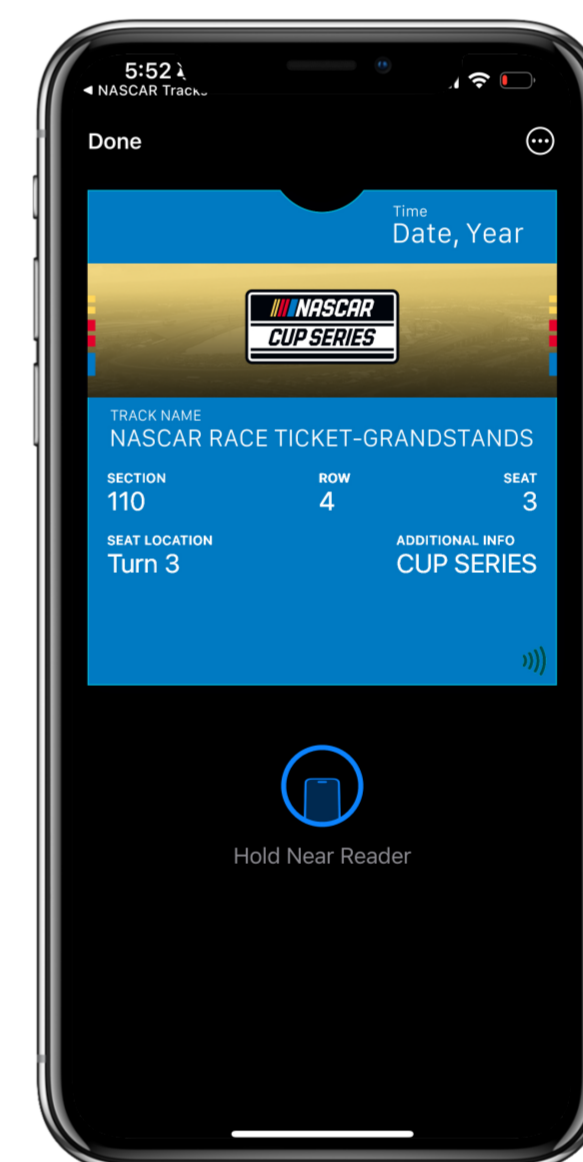 5:52
◀ NASCAR Tracks
Done
Time
Date, Year
NASCAR
CUP SERIES
TRACK NAME
NASCAR RACE TICKET-GRANDSTANDS
SECTION ROW SEAT
110 4 3
SEAT LOCATION ADDITIONAL INFO
Turn 3 CUP SERIES
Hold Near Reader